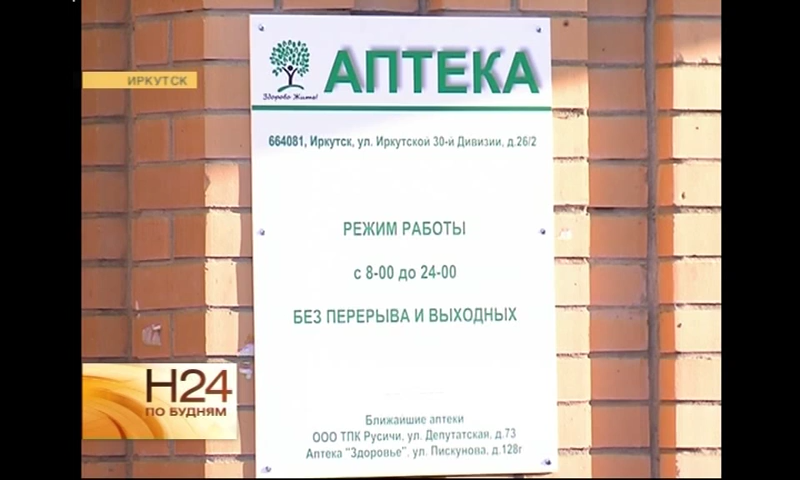 ИРКУТСК
АПТЕКА
Здорово Жить!
664081, Иркутск, ул. Иркутской 30-й Дивизии, д.26/2
РЕЖИМ РАБОТЫ
с 8-00 до 24-00
БЕЗ ПЕРЕРЫВА И ВЫХОДНЫХ
Ближайшие аптеки
ООО ТПК Русичи, ул. Депутатская, д.73
Аптека "Здоровье", ул. Пискунова, д.128г
Н24
ПО БУДНЯМ